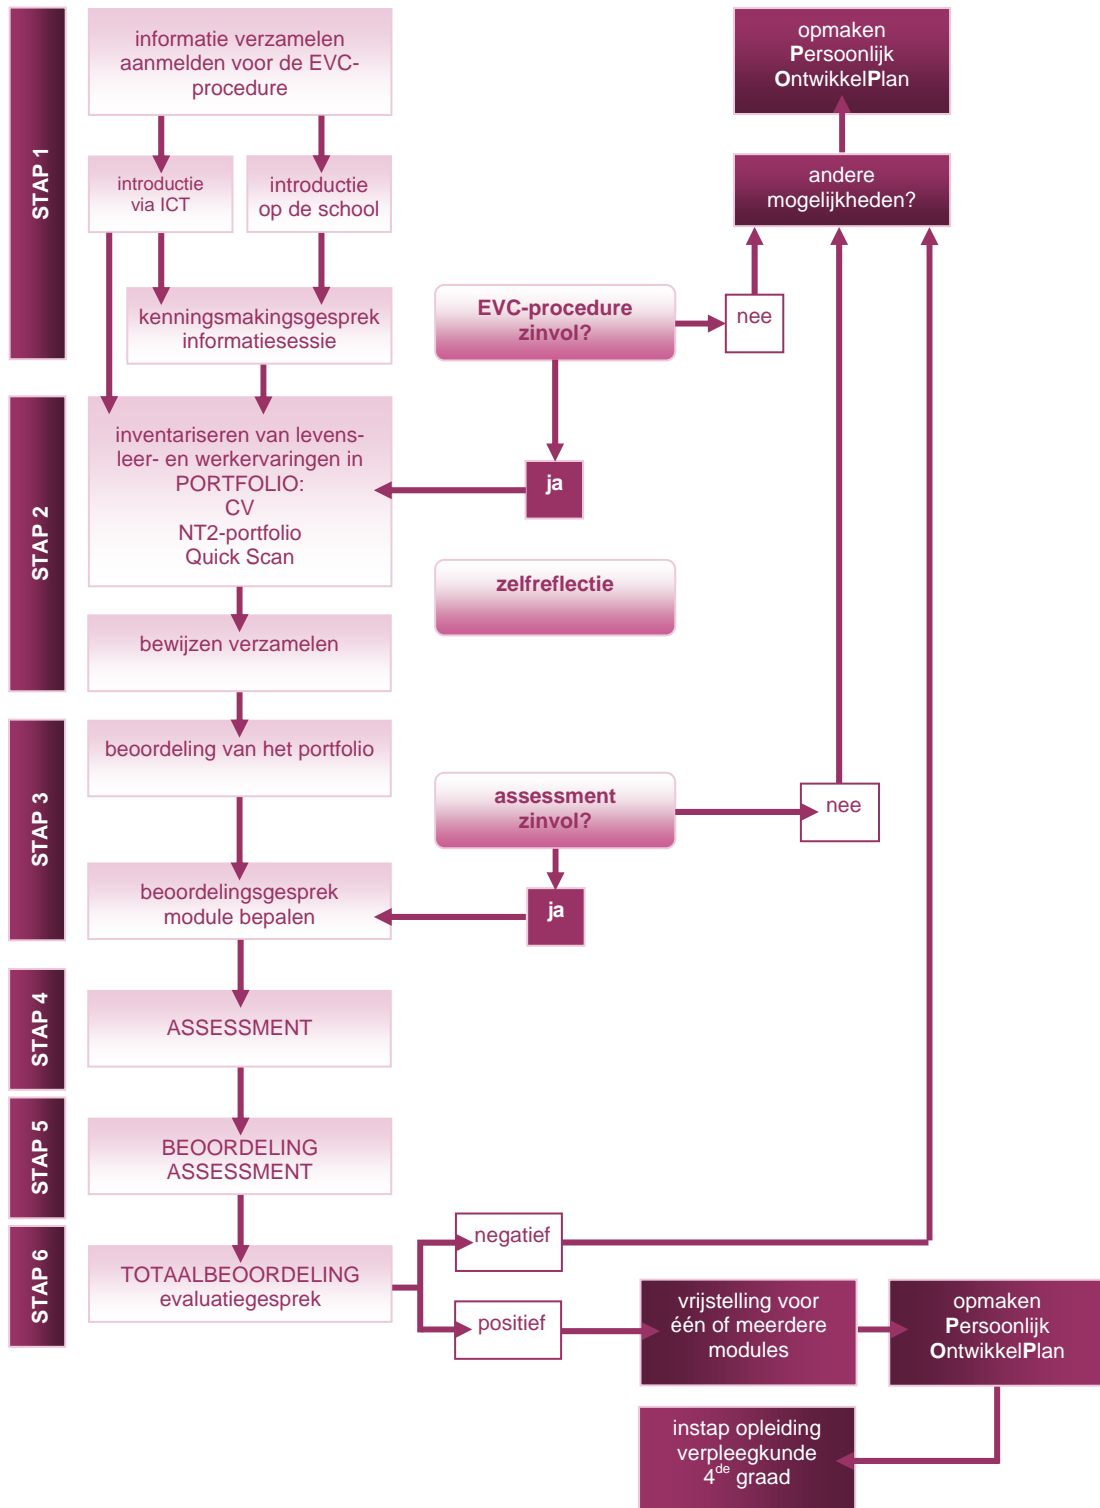 STAP 1
informatie verzamelen
aanmelden voor de EVC-
procedure
introductie
via ICT
introductie
op de school
kenningsmakingsgesprek
informatiesessie
EVC-procedure
zinvol?
nee
ja
opmaken
Persoonlijk
OntwikkelPlan
andere
mogelijkheden?
STAP 2
inventariseren van levens-
leer- en werkervaringen in
PORTFOLIO:
CV
NT2-portfolio
Quick Scan
zelfreflectie
bewijzen verzamelen
STAP 3
beoordeling van het portfolio
assessment
zinvol?
nee
ja
beoordelingsgesprek
module bepalen
STAP 4
ASSESSMENT
STAP 5
BEOORDELING
ASSESSMENT
STAP 6
TOTAALBEOORDELING
evaluatiegesprek
negatief
positief
vrijstelling voor
één of meerdere
modules
opmaken
Persoonlijk
OntwikkelPlan
instap opleiding
verpleegkunde
4de graad